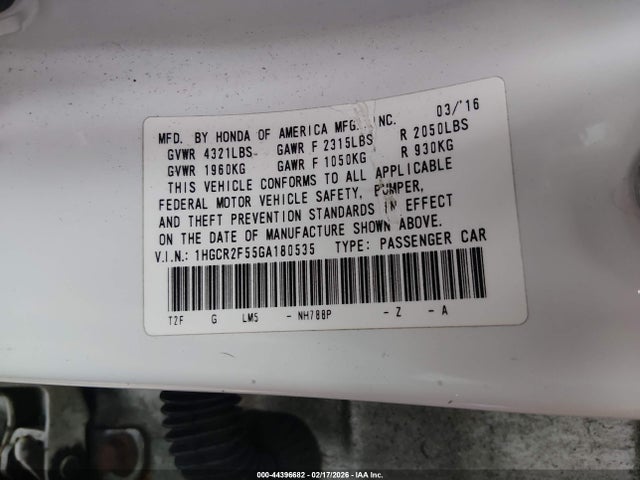 03/'16
MFD. BY HONDA OF AMERICA MFG., INC.
GVWR 4321LBS GAWR F 2315LBS R 2050LBS
GVWR 1960KG GAWR F 1050KG R 930KG
THIS VEHICLE CONFORMS TO ALL APPLICABLE
FEDERAL MOTOR VEHICLE SAFETY, BUMPER,
AND THEFT PREVENTION STANDARDS IN EFFECT
ON THE DATE OF MANUFACTURE SHOWN ABOVE.
V.I.N.: 1HGCR2F55GA180535 TYPE: PASSENGER CAR
T2F G LM5 - NH788P - Z - A
000-44396682 - 02/17/2026 - IAA Inc.